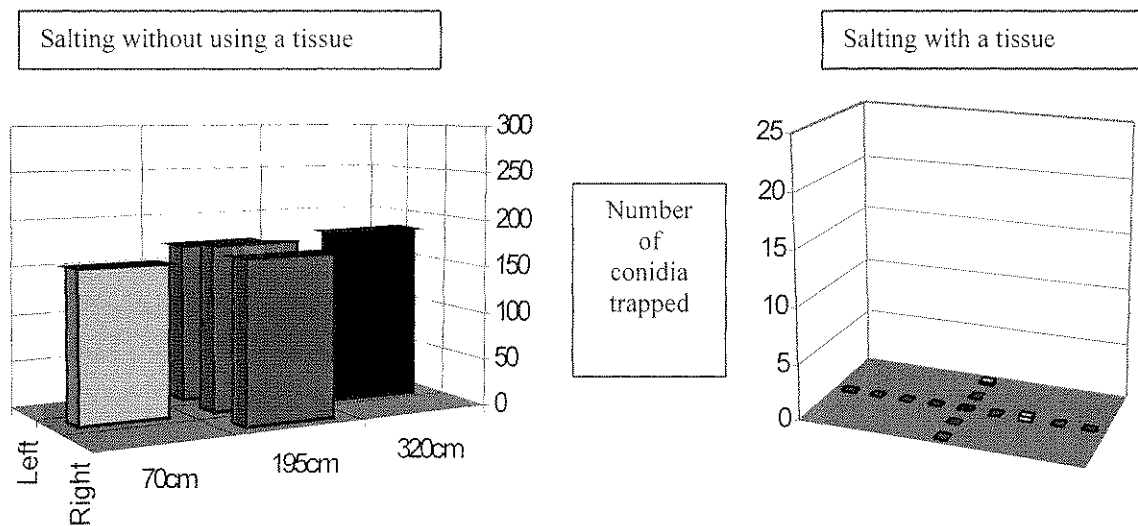 Salting without using a tissue
Salting with a tissue
300
250
200
150
100
50
0
Left
Right
70cm
195cm
320cm
Number
of
conidia
trapped
25
20
15
10
5
0